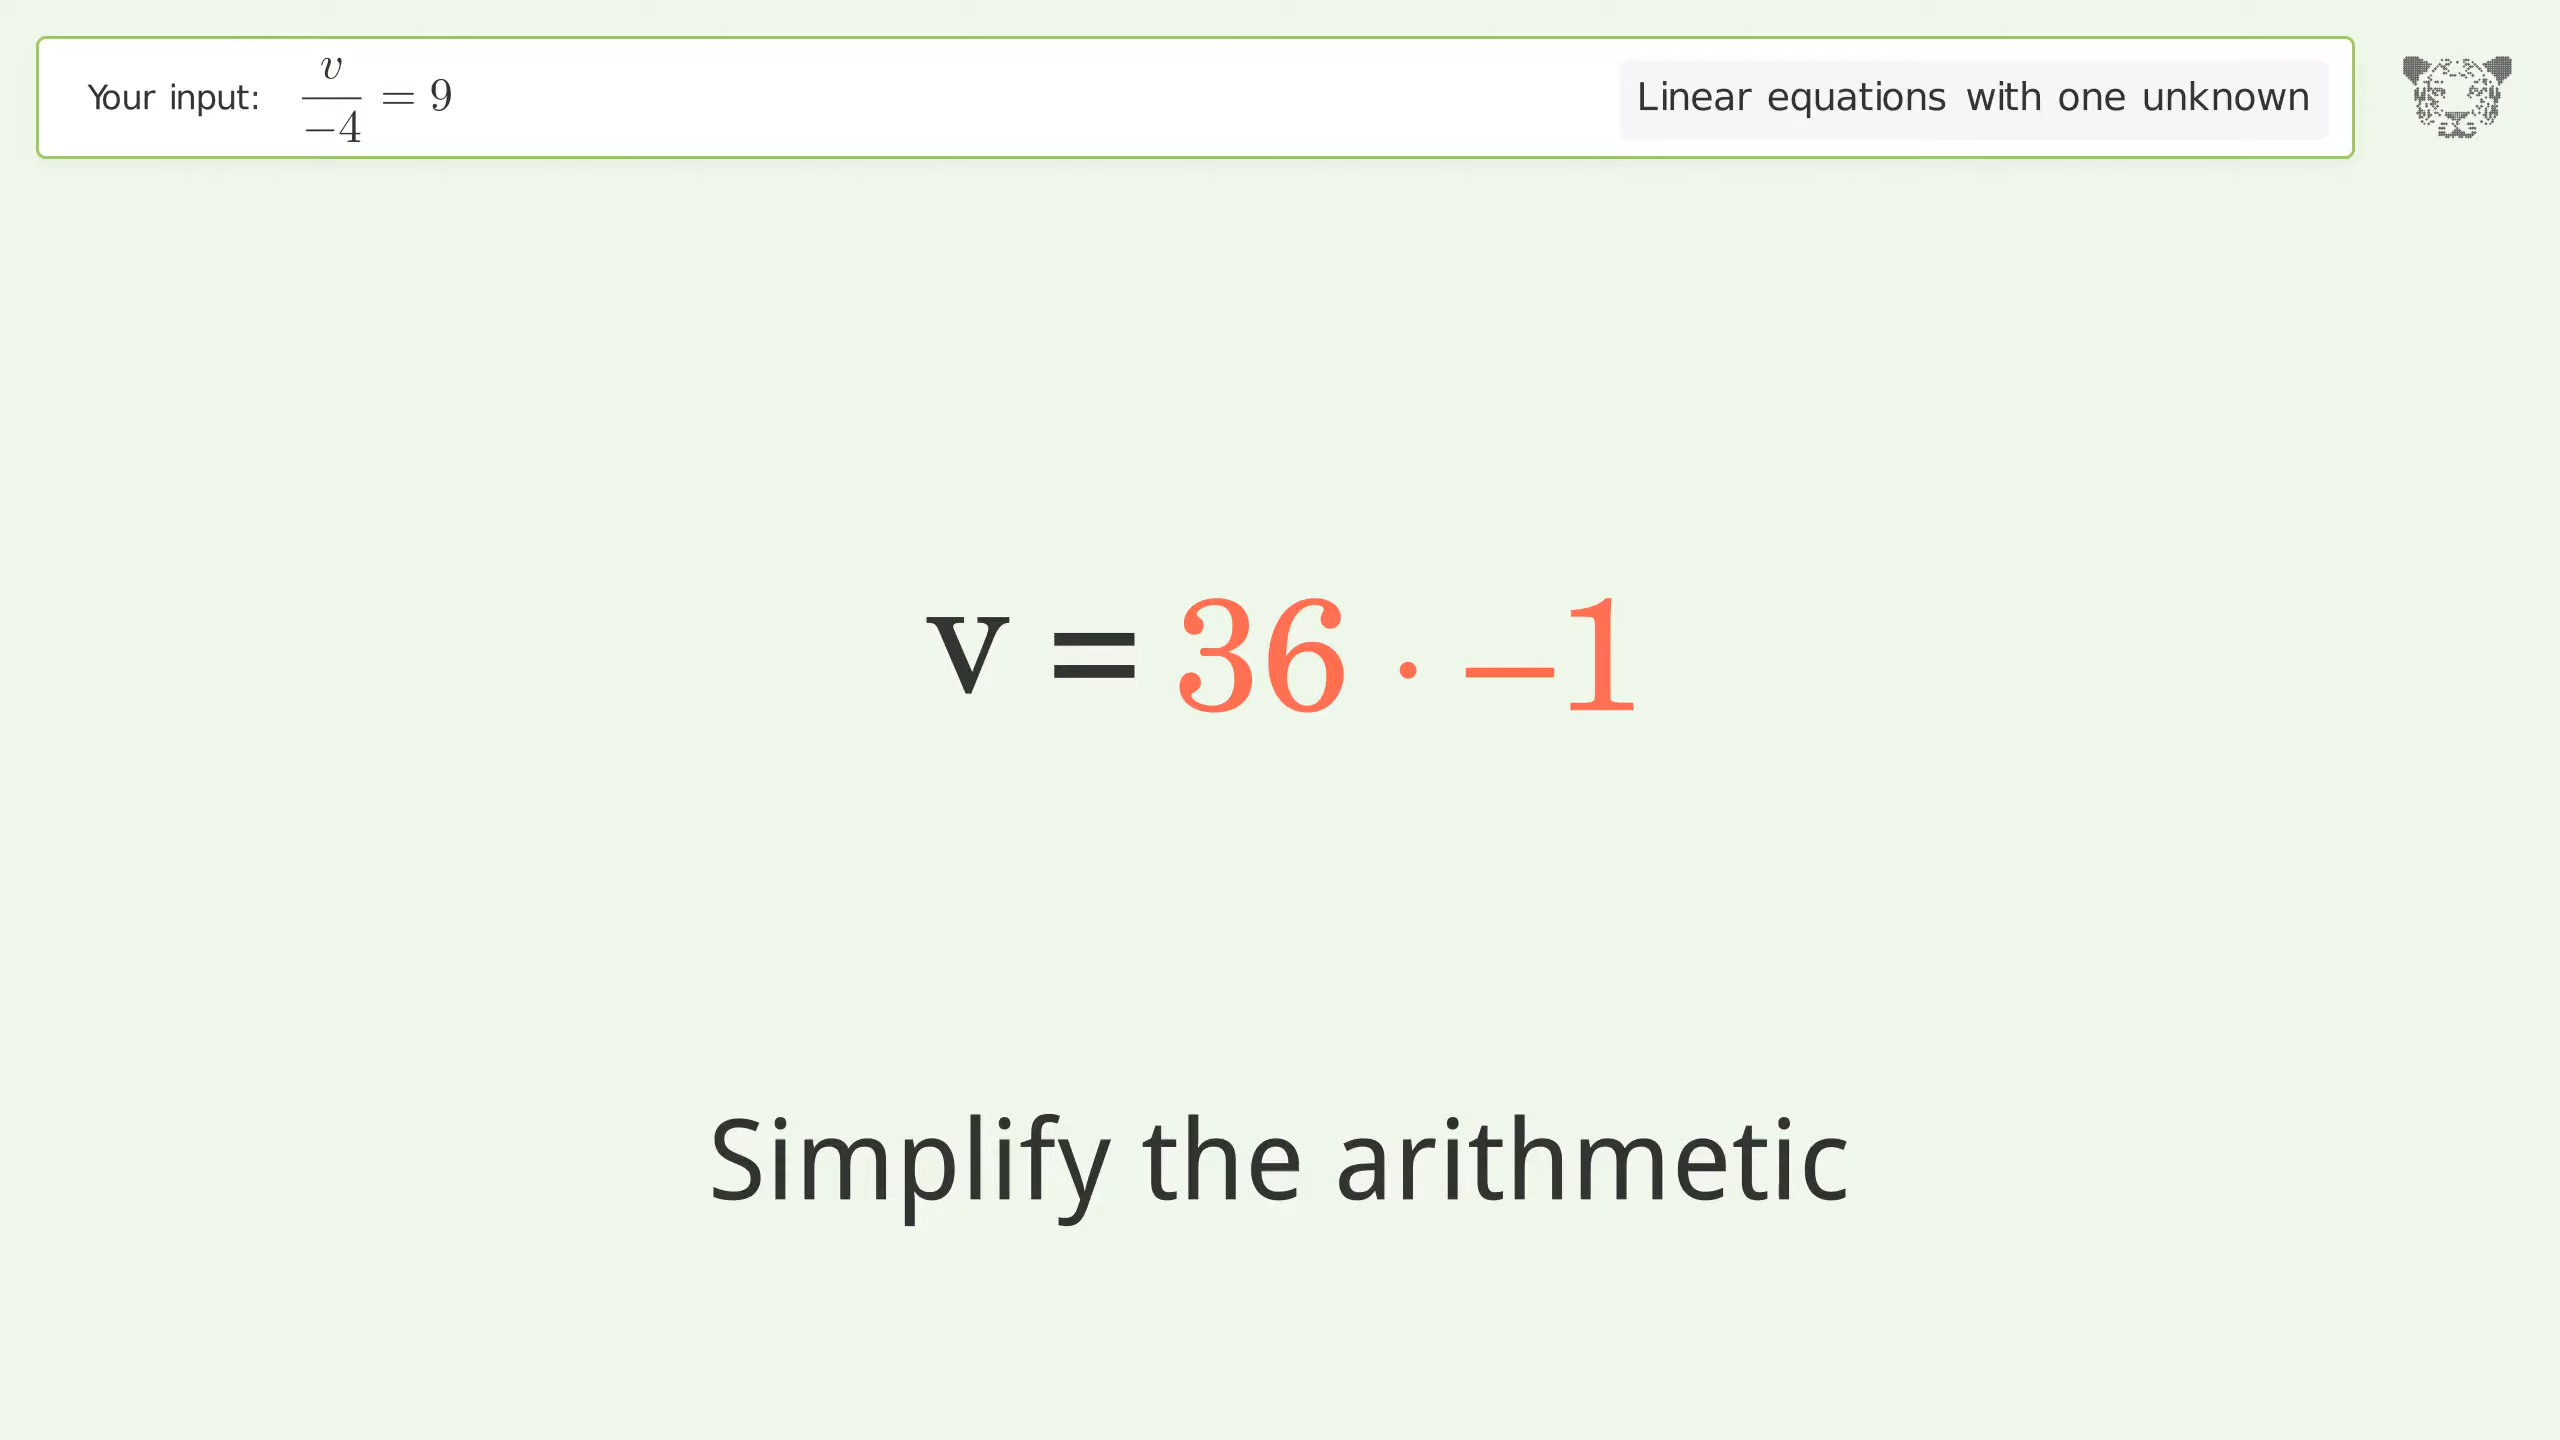 Your input: v/−4 = 9
Linear equations with one unknown
v = 36 · −1
Simplify the arithmetic